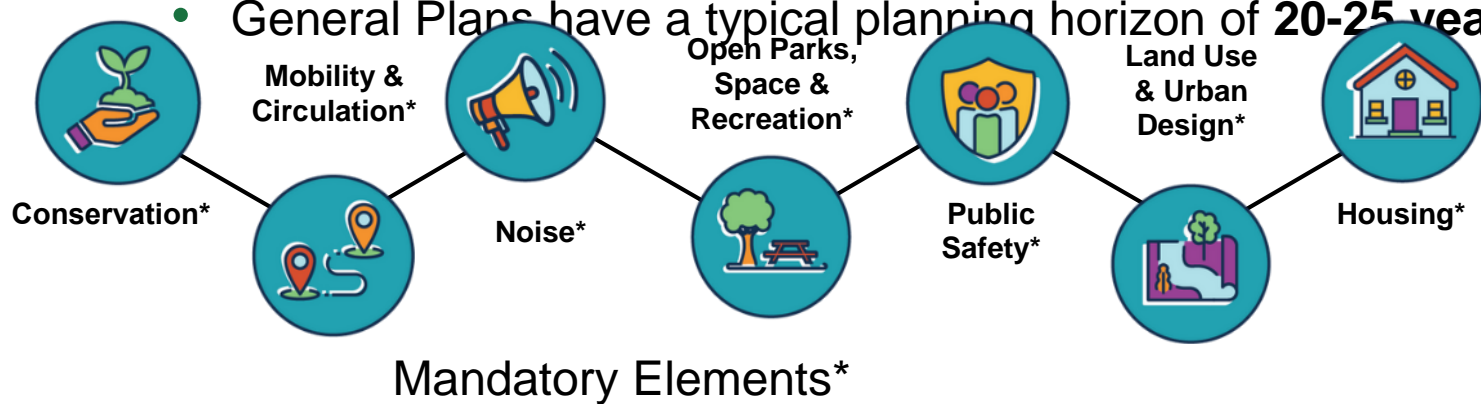 • General Plans have a typical planning horizon of 20-25
Mobility &
Circulation*
Open Parks,
Space &
Recreation*
Land Use
& Urban
Design*
Conservation*
Noise*
Public
Safety*
Housing*
Mandatory Elements*